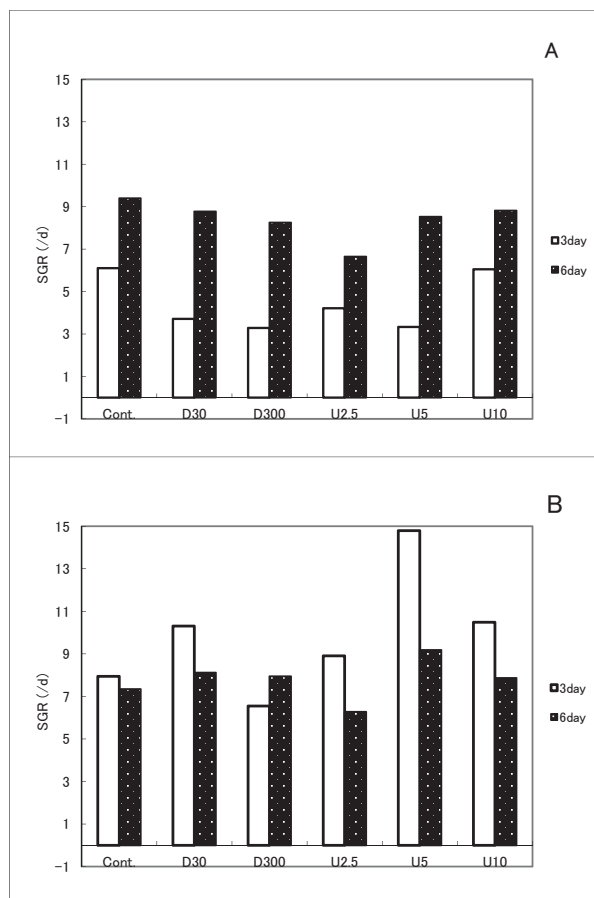 A
15
13
11
9
7
5
3
1
−1
SGR (/d)
Cont.
D30
D300
U2.5
U5
U10
3day
6day
B
15
13
11
9
7
5
3
1
−1
SGR (/d)
Cont.
D30
D300
U2.5
U5
U10
3day
6day